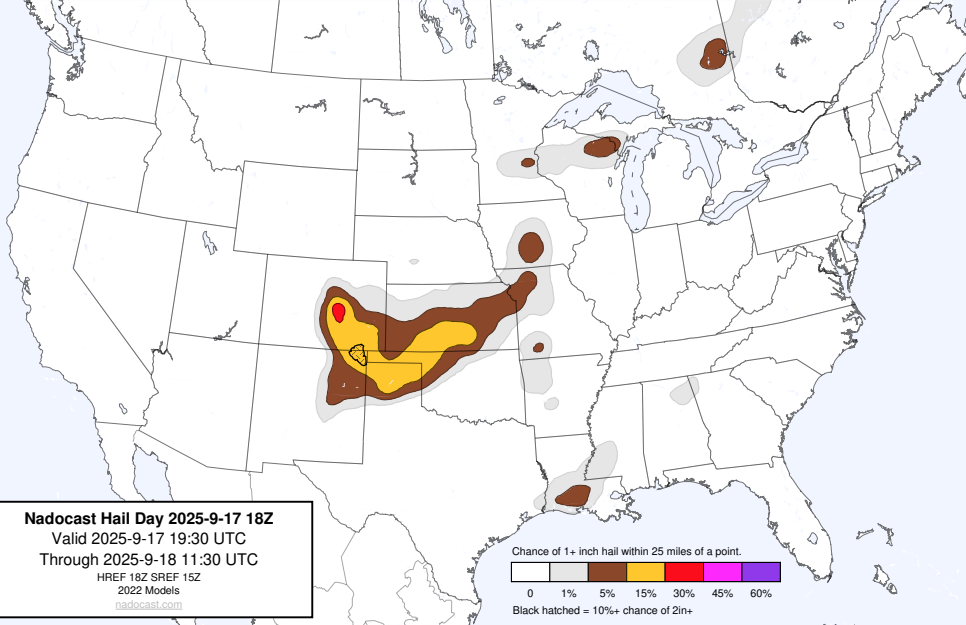 Nadocast Hail Day 2025-9-17 18Z
Valid 2025-9-17 19:30 UTC
Through 2025-9-18 11:30 UTC
HREF 18Z SREF 15Z
2022 Models
nadocast.com
Chance of 1+ inch hail within 25 miles of a point.
0 1% 5% 15% 30% 45% 60%
Black hatched = 10%+ chance of 2in+